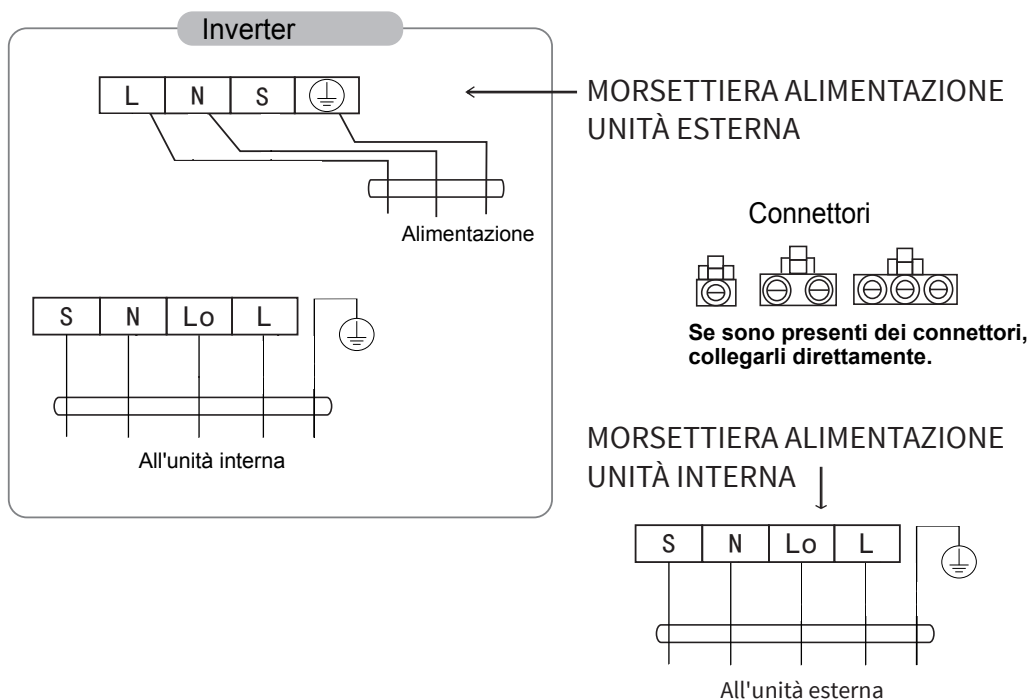 Inverter
L N S
Alimentazione
S N Lo L
All'unità interna
MORSETTIERA ALIMENTAZIONE
UNITÀ ESTERNA
Connettori
Se sono presenti dei connettori,
collegarli direttamente.
MORSETTIERA ALIMENTAZIONE
UNITÀ INTERNA
S N Lo L
All'unità esterna